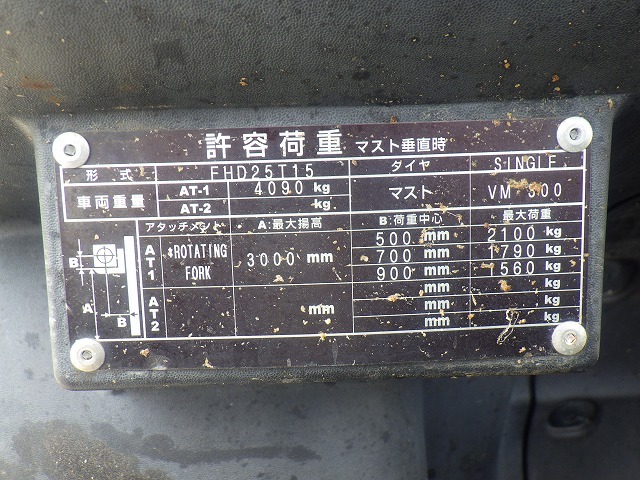 許容荷重 マスト垂直時
形式 FHD25T15 タイヤ SINGLE
車両重量 AT-1 4090 kg マスト VM-300
AT-2 kg
アタッチメント A:最大揚高 B:荷重中心 最大荷重
AT1 *ROTATING FORK 3000 mm 500 mm 2100 kg
700 mm 1790 kg
900 mm 1560 kg
mm kg
AT2 mm mm kg
mm kg
B
A
B